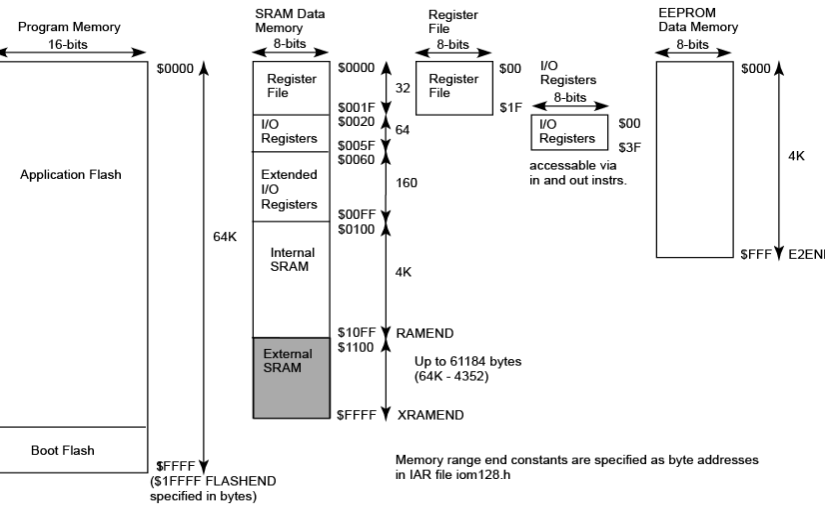 Program Memory
16-bits
$0000
Application Flash
64K
Boot Flash
$FFFF
($1FFFF FLASHEND
specified in bytes)
SRAM Data
Memory
8-bits
Register
File
$0000
32
$001F
I/O
Registers
$0020
64
$005F
Extended
I/O
Registers
$0060
160
$00FF
Internal
SRAM
$0100
4K
$10FF
RAMEND
External
SRAM
$1100
Up to 61184 bytes
(64K - 4352)
$FFFF
XRAMEND
Register
File
8-bits
Register
File
$00
$1F
I/O
Registers
8-bits
I/O
Registers
$00
$3F
accessable via
in and out instrs.
EEPROM
Data Memory
8-bits
$000
4K
$FFF
Memory range end constants are specified as byte addresses
in IAR file iom128.h